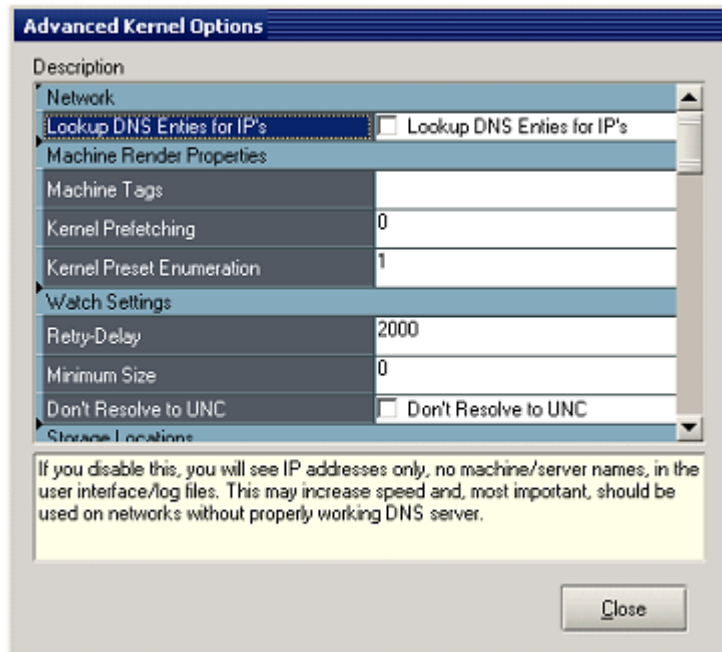 Advanced Kernel Options
Description
Network
Lookup DNS Enties for IP's Lookup DNS Enties for IP's
Machine Render Properties
Machine Tags
Kernel Prefetching 0
Kernel Preset Enumeration 1
Watch Settings
Retry-Delay 2000
Minimum Size 0
Don't Resolve to UNC Don't Resolve to UNC
Storage Locations
If you disable this, you will see IP addresses only, no machine/server names, in the
user interface/log files. This may increase speed and, most important, should be
used on networks without properly working DNS server.
Close